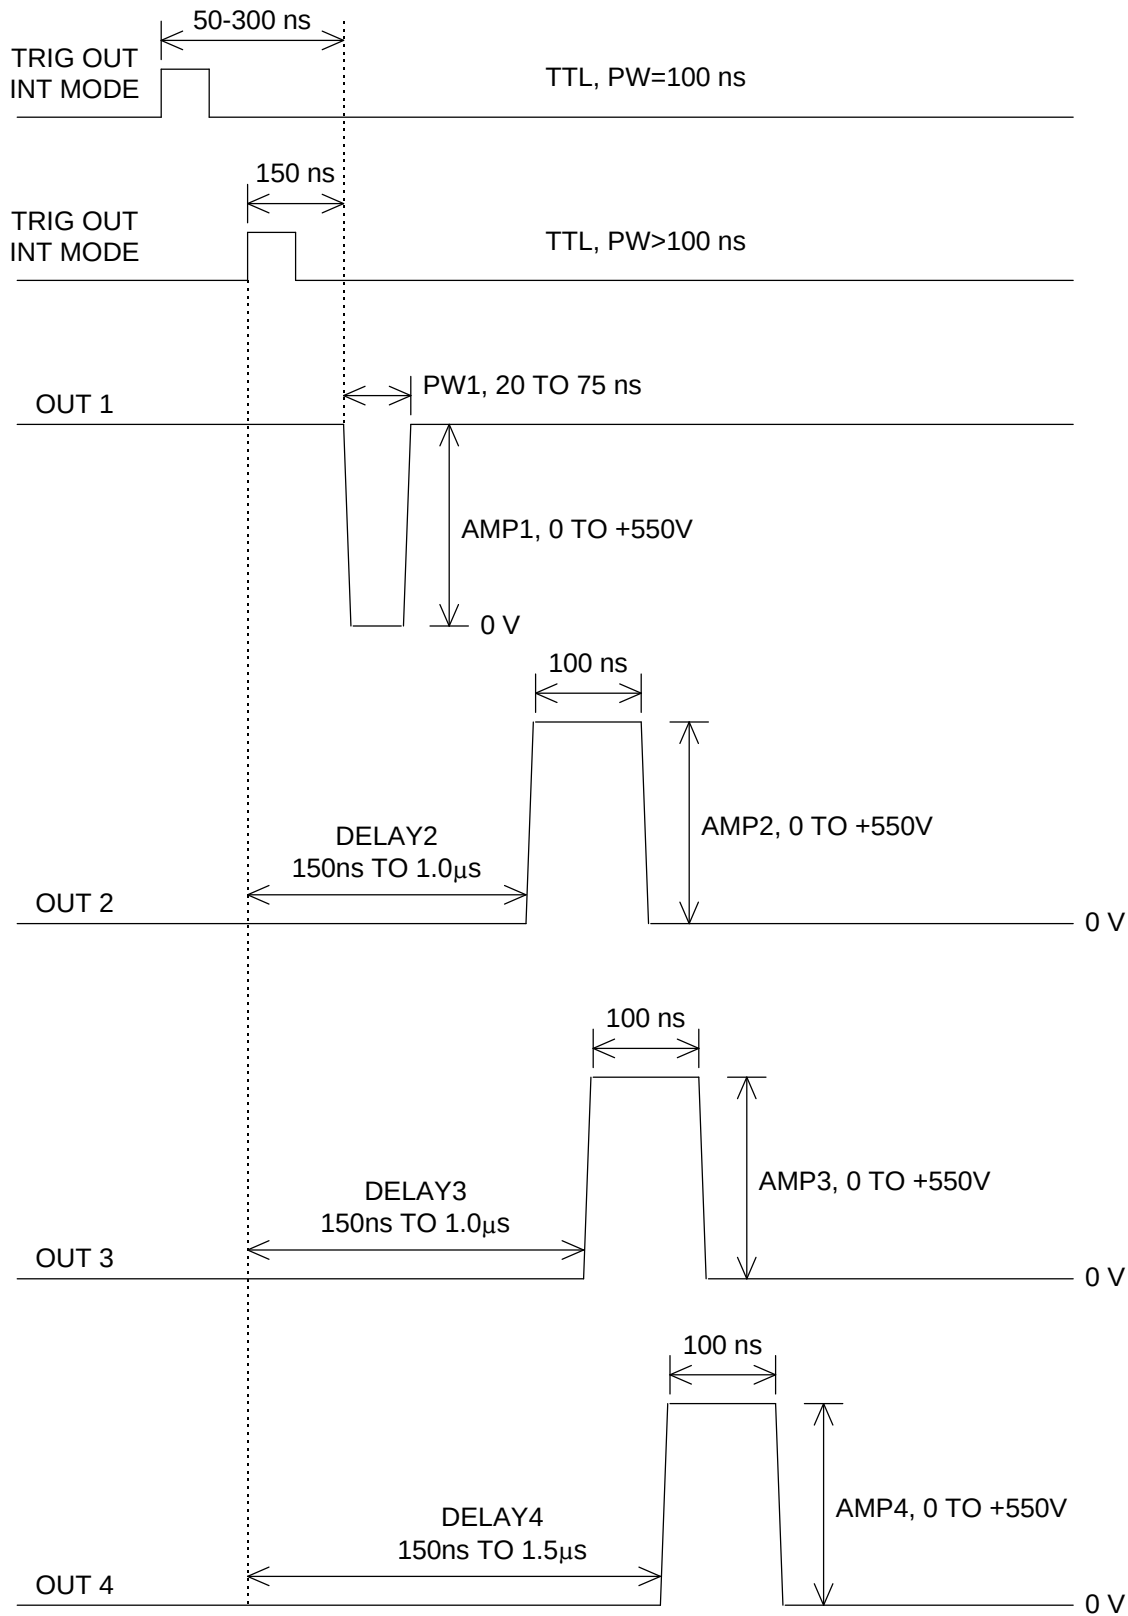 50-300 ns
TRIG OUT
INT MODE
TTL, PW=100 ns
150 ns
TRIG OUT
INT MODE
TTL, PW>100 ns
PW1, 20 TO 75 ns
OUT 1
AMP1, 0 TO +550V
0 V
100 ns
AMP2, 0 TO +550V
DELAY2
150ns TO 1.0μs
OUT 2
0 V
100 ns
AMP3, 0 TO +550V
DELAY3
150ns TO 1.0μs
OUT 3
0 V
100 ns
AMP4, 0 TO +550V
DELAY4
150ns TO 1.5μs
OUT 4
0 V